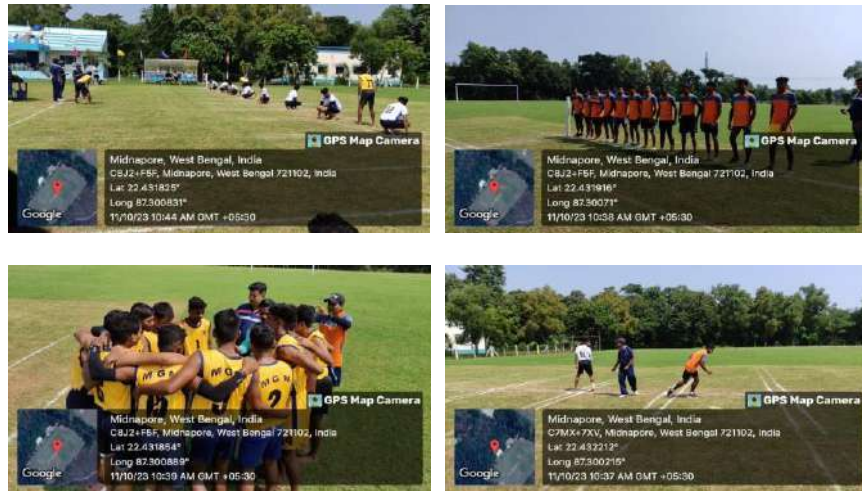 GPS Map Camera
Midnapore, West Bengal, India
C8J2+F5F, Midnapore, West Bengal 721102, India
Lat 22.431825°
Long 87.300831°
11/10/23 10:44 AM GMT +05:30
Google
GPS Map Camera
Midnapore, West Bengal, India
C8J2+F5F, Midnapore, West Bengal 721102, India
Lat 22.431916°
Long 87.30071°
11/10/23 10:38 AM GMT +05:30
Google
MGM
MGM
2
GPS Map Camera
Midnapore, West Bengal, India
C8J2+F5F, Midnapore, West Bengal 721102, India
Lat 22.431854°
Long 87.300889°
11/10/23 10:39 AM GMT +05:30
Google
GPS Map Camera
Midnapore, West Bengal, India
C7MX+7XV, Midnapore, West Bengal 721102, India
Lat 22.432212°
Long 87.300215°
11/10/23 10:37 AM GMT +05:30
Google